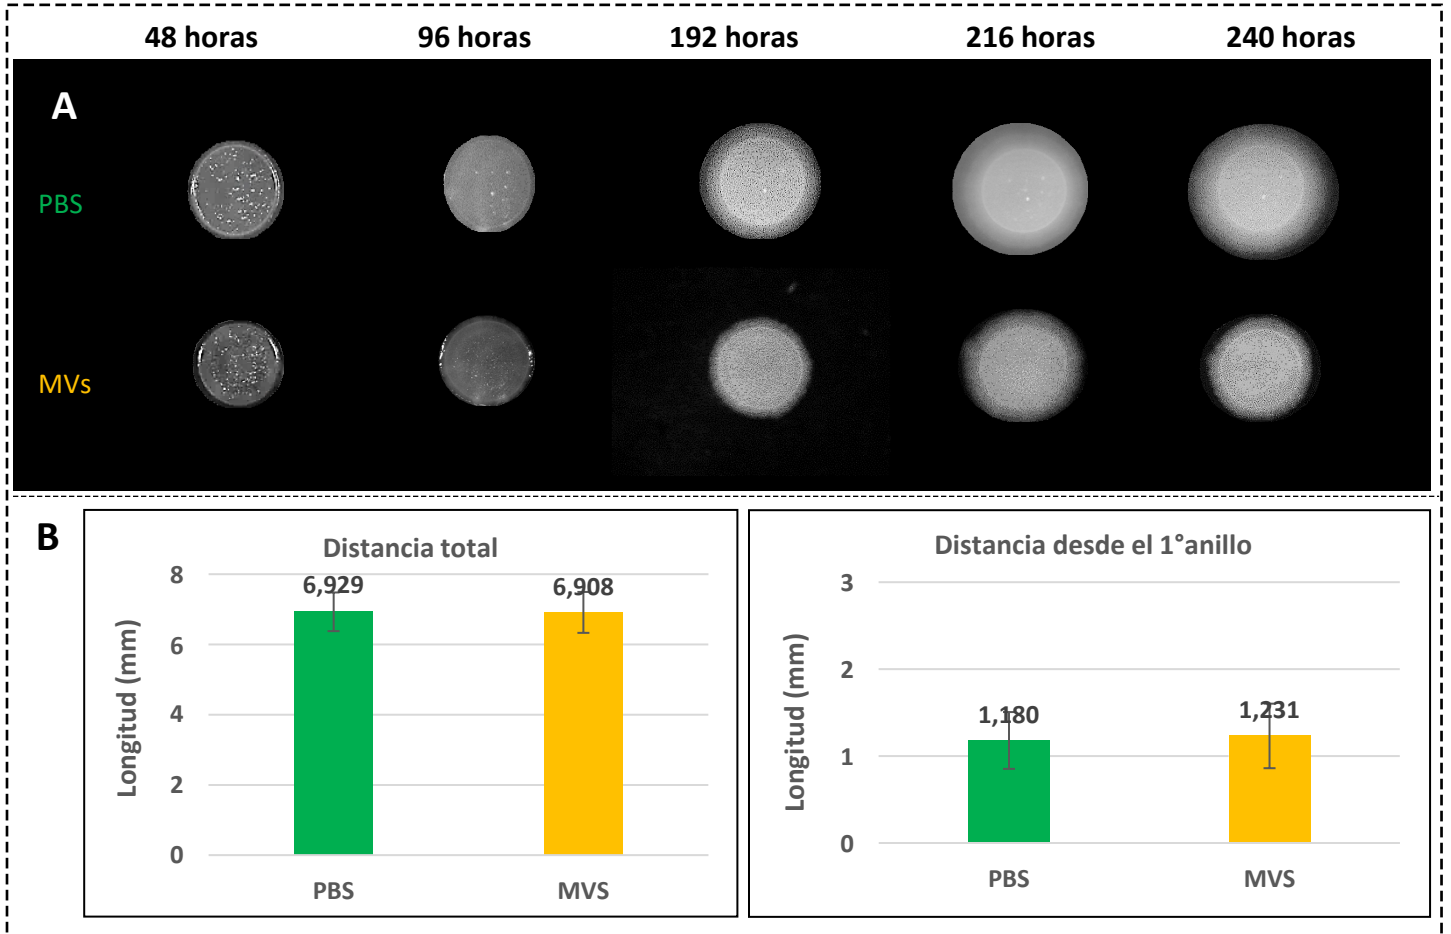 48 horas 96 horas 192 horas 216 horas 240 horas
A
PBS
MVs
B
Distancia total
8
6,929 6,908
6
4
2
0
Longitud (mm)
PBS MVS
Distancia desde el 1°anillo
3
2
1,180 1,231
1
0
Longitud (mm)
PBS MVS